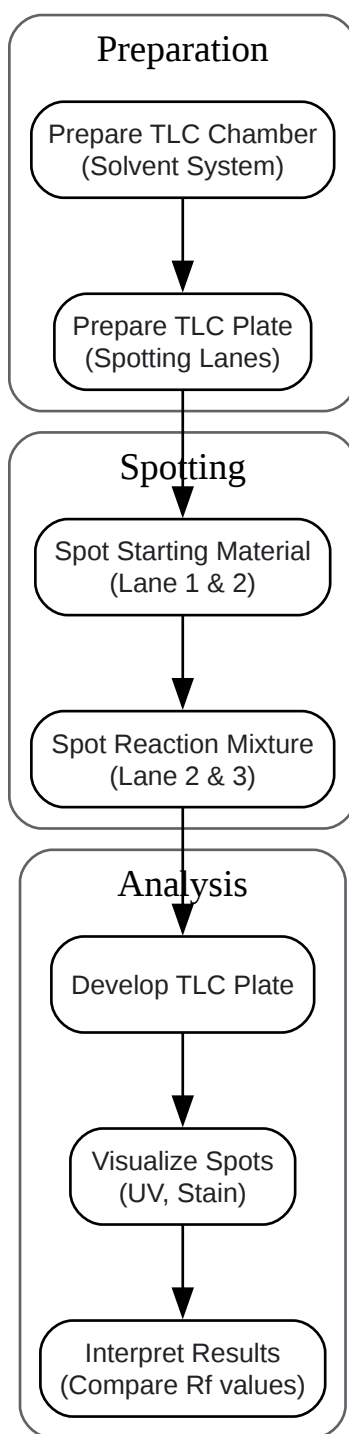 Preparation
Prepare TLC Chamber
(Solvent System)
Prepare TLC Plate
(Spotting Lanes)
Spotting
Spot Starting Material
(Lane 1 & 2)
Spot Reaction Mixture
(Lane 2 & 3)
Analysis
Develop TLC Plate
Visualize Spots
(UV, Stain)
Interpret Results
(Compare Rf values)